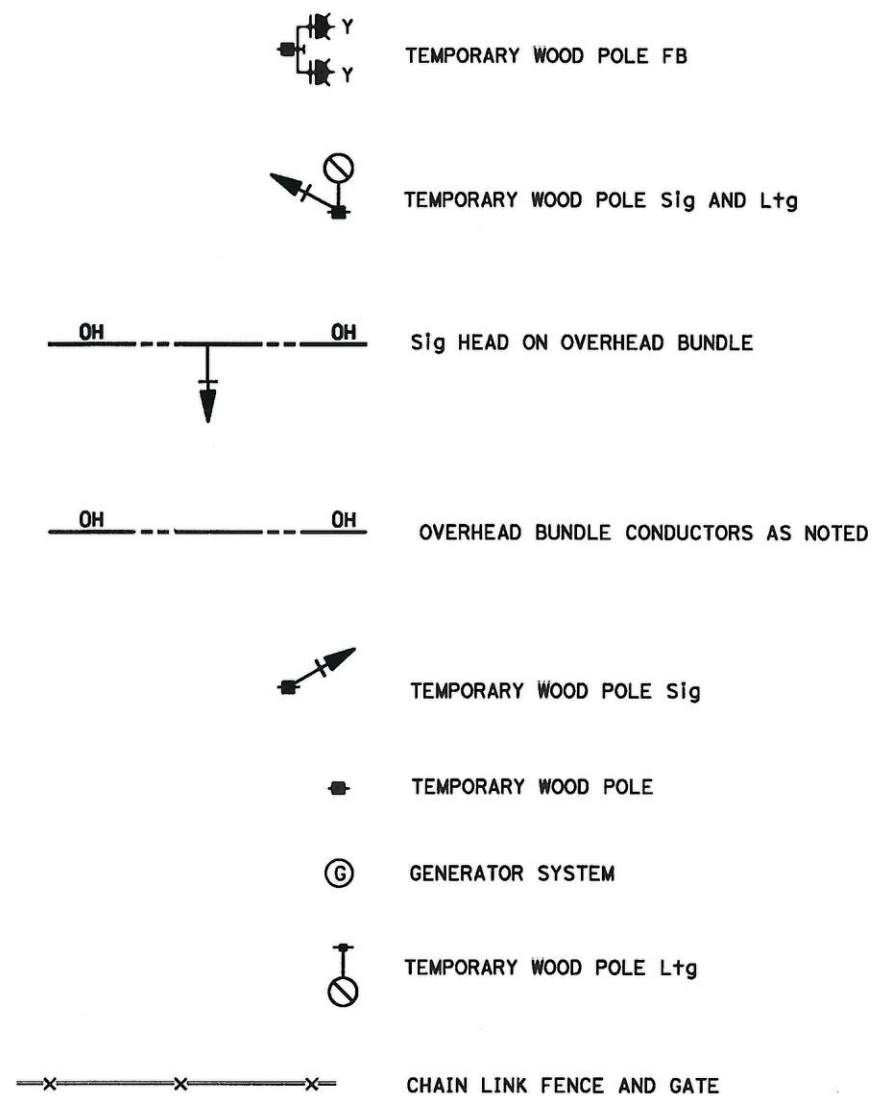 Y
TEMPORARY WOOD POLE FB
Y
TEMPORARY WOOD POLE Sig AND Ltg
OH OH
Sig HEAD ON OVERHEAD BUNDLE
OH OH
OVERHEAD BUNDLE CONDUCTORS AS NOTED
TEMPORARY WOOD POLE Sig
TEMPORARY WOOD POLE
G GENERATOR SYSTEM
TEMPORARY WOOD POLE Ltg
CHAIN LINK FENCE AND GATE